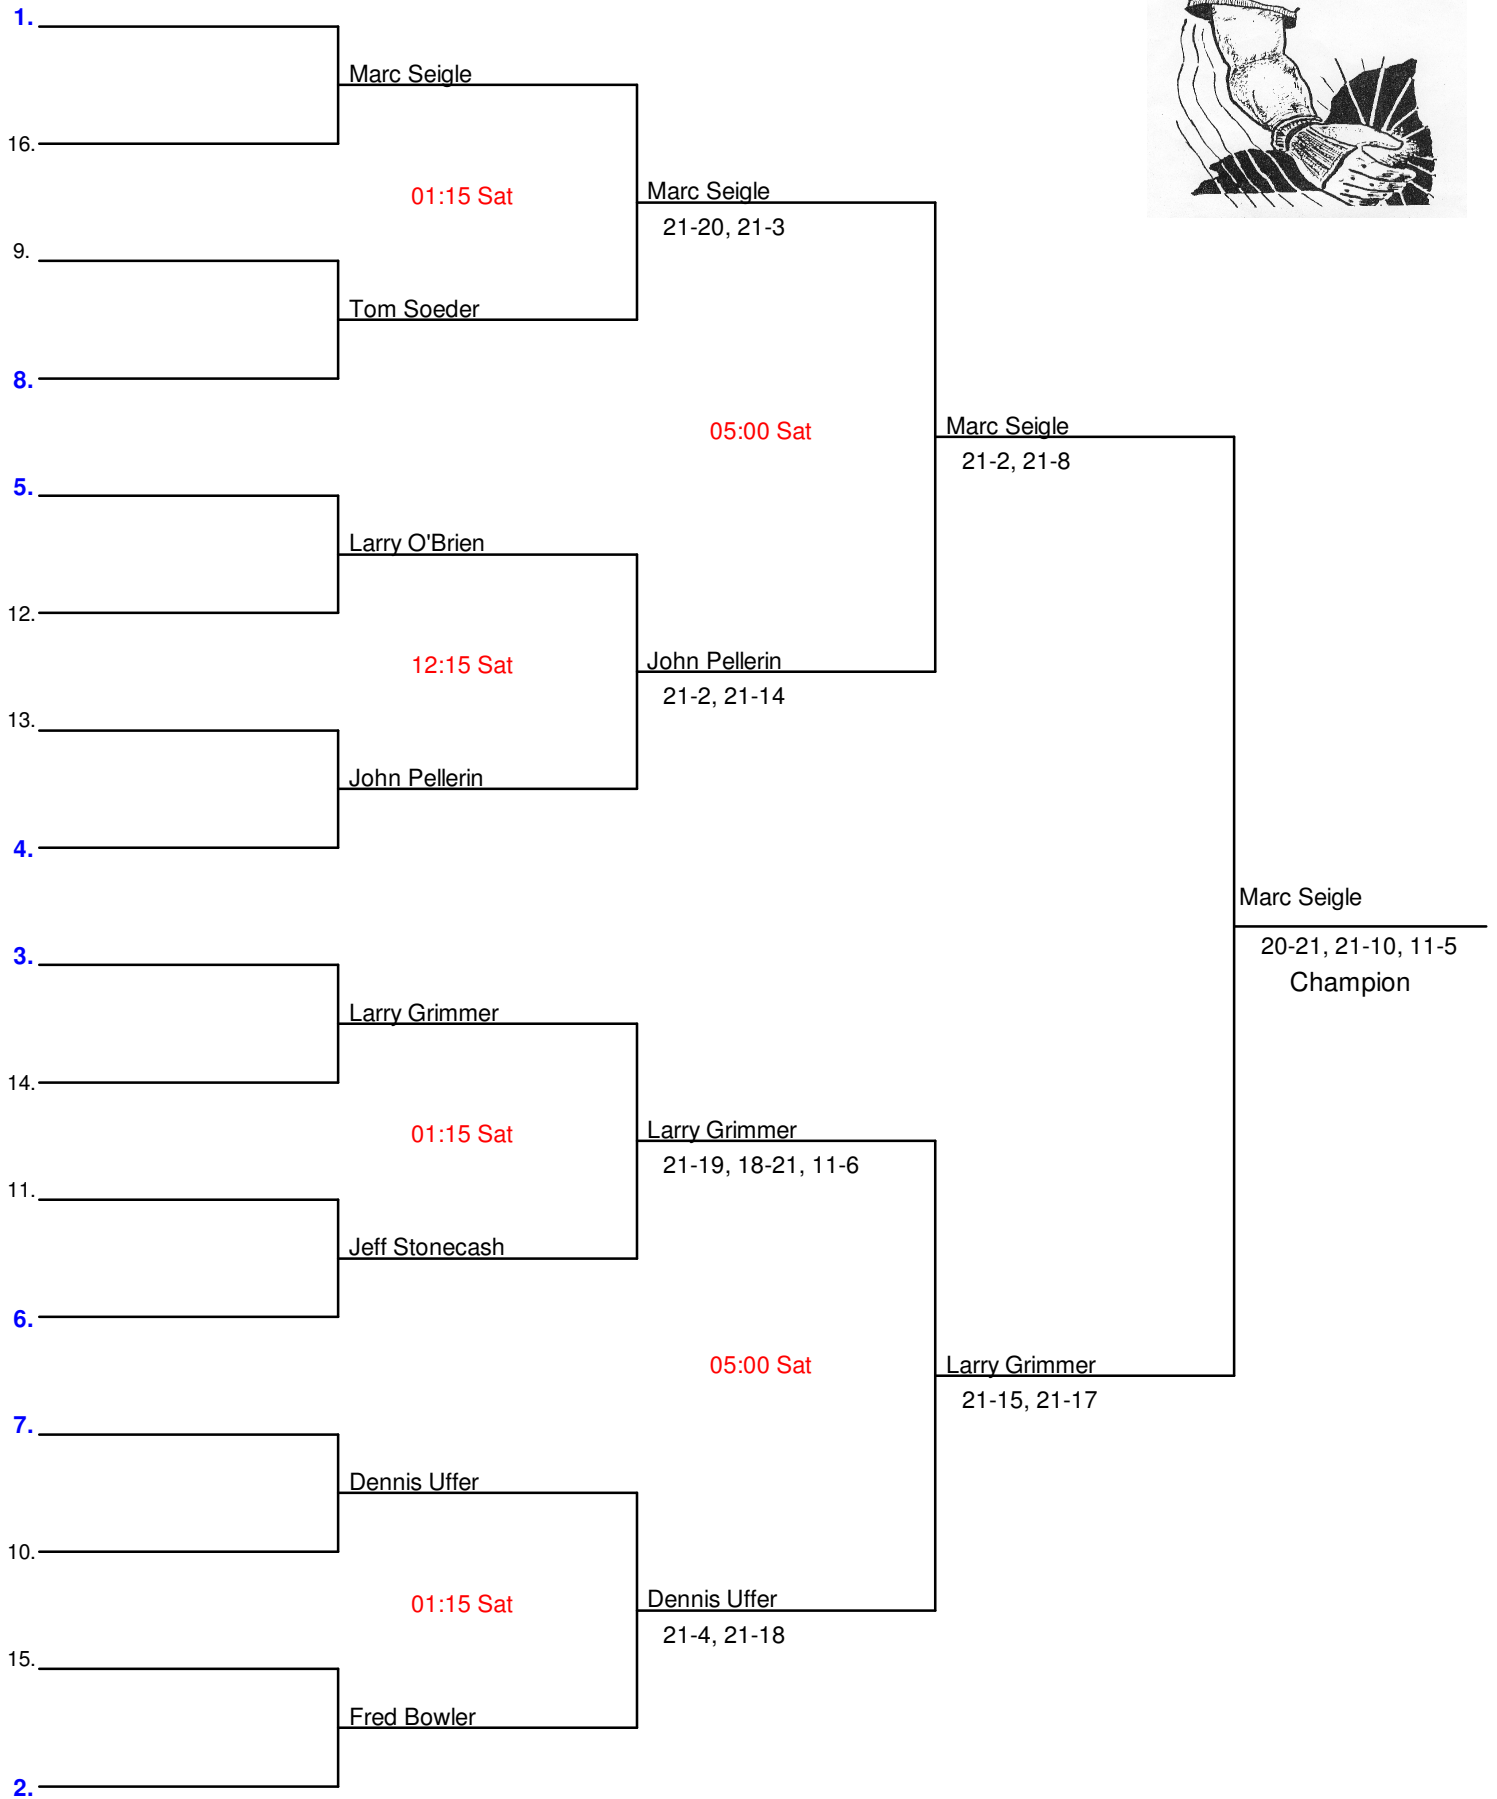 1.
Marc Seigle
16.
01:15 Sat
Marc Seigle
21-20, 21-3
9.
Tom Soeder
8.
05:00 Sat
Marc Seigle
21-2, 21-8
5.
Larry O'Brien
12.
12:15 Sat
John Pellerin
21-2, 21-14
13.
John Pellerin
4.
Marc Seigle
20-21, 21-10, 11-5
Champion
3.
Larry Grimmer
14.
01:15 Sat
Larry Grimmer
21-19, 18-21, 11-6
11.
Jeff Stonecash
6.
05:00 Sat
Larry Grimmer
21-15, 21-17
7.
Dennis Uffer
10.
01:15 Sat
Dennis Uffer
21-4, 21-18
15.
Fred Bowler
2.